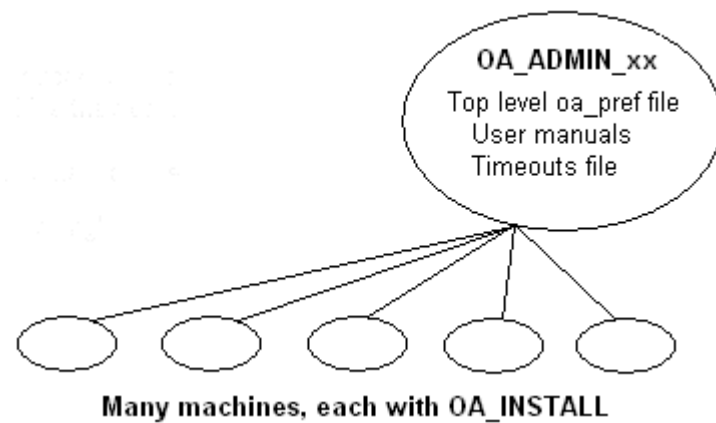 OA_ADMIN_xx
Top level oa_pref file
User manuals
Timeouts file
Many machines, each with OA_INSTALL